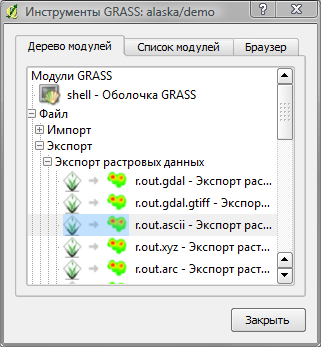 Инструменты GRASS: alaska/demo
Дерево модулей Список модулей Браузер
Модули GRASS
shell - Оболочка GRASS
Файл
Импорт
Экспорт
Экспорт растровых данных
r.out.gdal - Экспорт рас...
r.out.gdal.gtiff - Экспор...
r.out.ascii - Экспорт рас...
r.out.xyz - Экспорт раст...
r.out.arc - Экспорт рас...
Закрыть